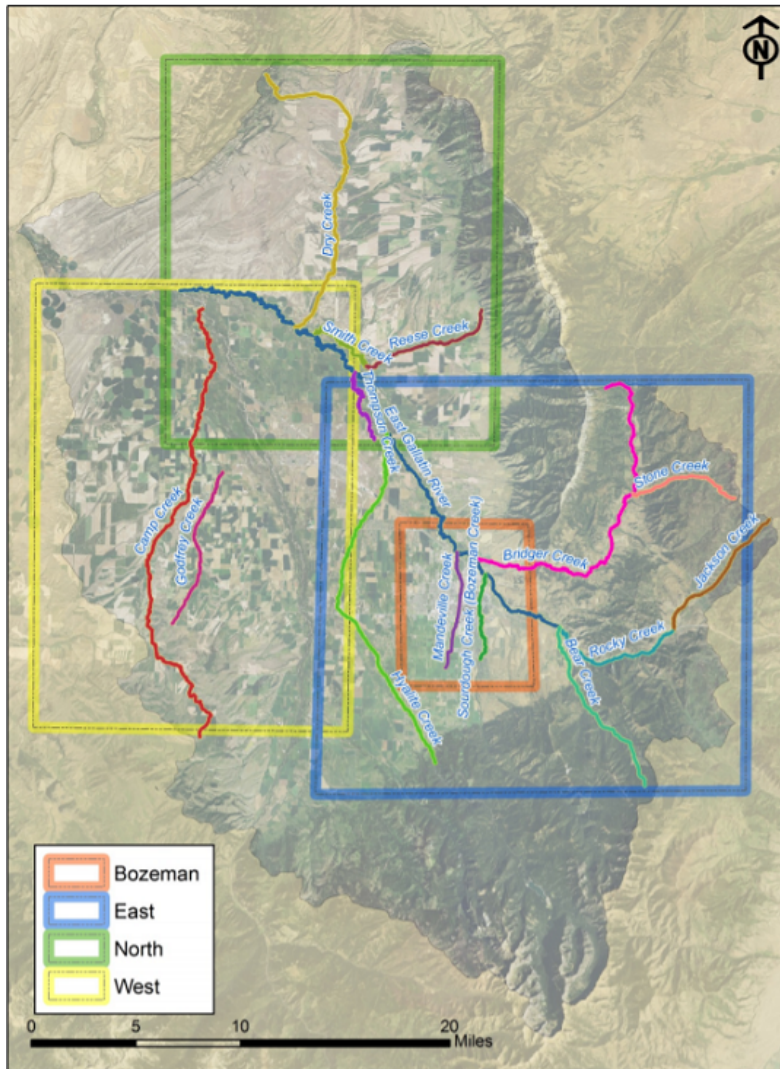 N
Dry Creek
Smith Creek
Reese Creek
Thompson Creek
East Gallatin River
Camp Creek
Godfrey Creek
Stone Creek
Bridger Creek
Jackson Creek
Mandeville Creek
Sourdough Creek (Bozeman Creek)
Rocky Creek
Bear Creek
Hyalite Creek
Bozeman
East
North
West
0 5 10 20
Miles